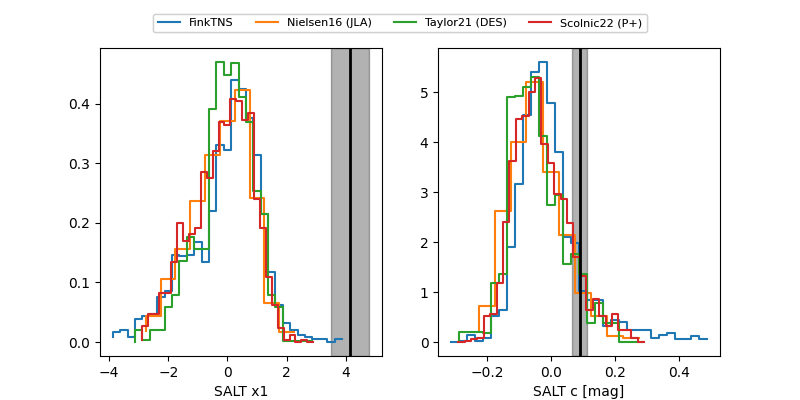 FinkTNS Nielsen16 (JLA) Taylor21 (DES) Scolnic22 (P+)
0.4
0.3
0.2
0.1
0.0
−4 −2 0 2 4
SALT x1
5
4
3
2
1
0
−0.2 0.0 0.2 0.4
SALT c [mag]